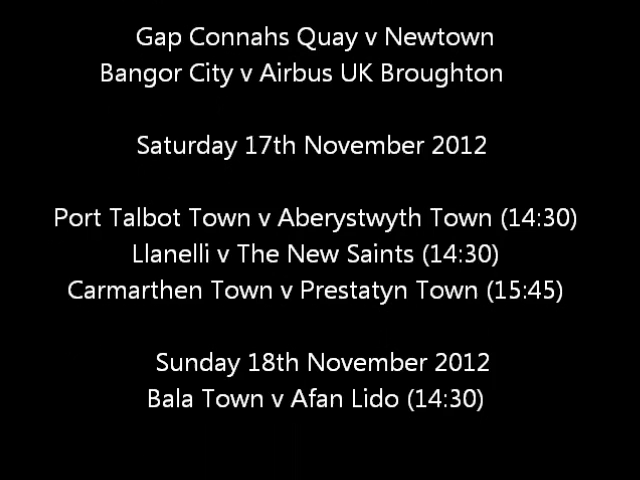 Gap Connahs Quay v Newtown
Bangor City v Airbus UK Broughton
Saturday 17th November 2012
Port Talbot Town v Aberystwyth Town (14:30)
Llanelli v The New Saints (14:30)
Carmarthen Town v Prestatyn Town (15:45)
Sunday 18th November 2012
Bala Town v Afan Lido (14:30)